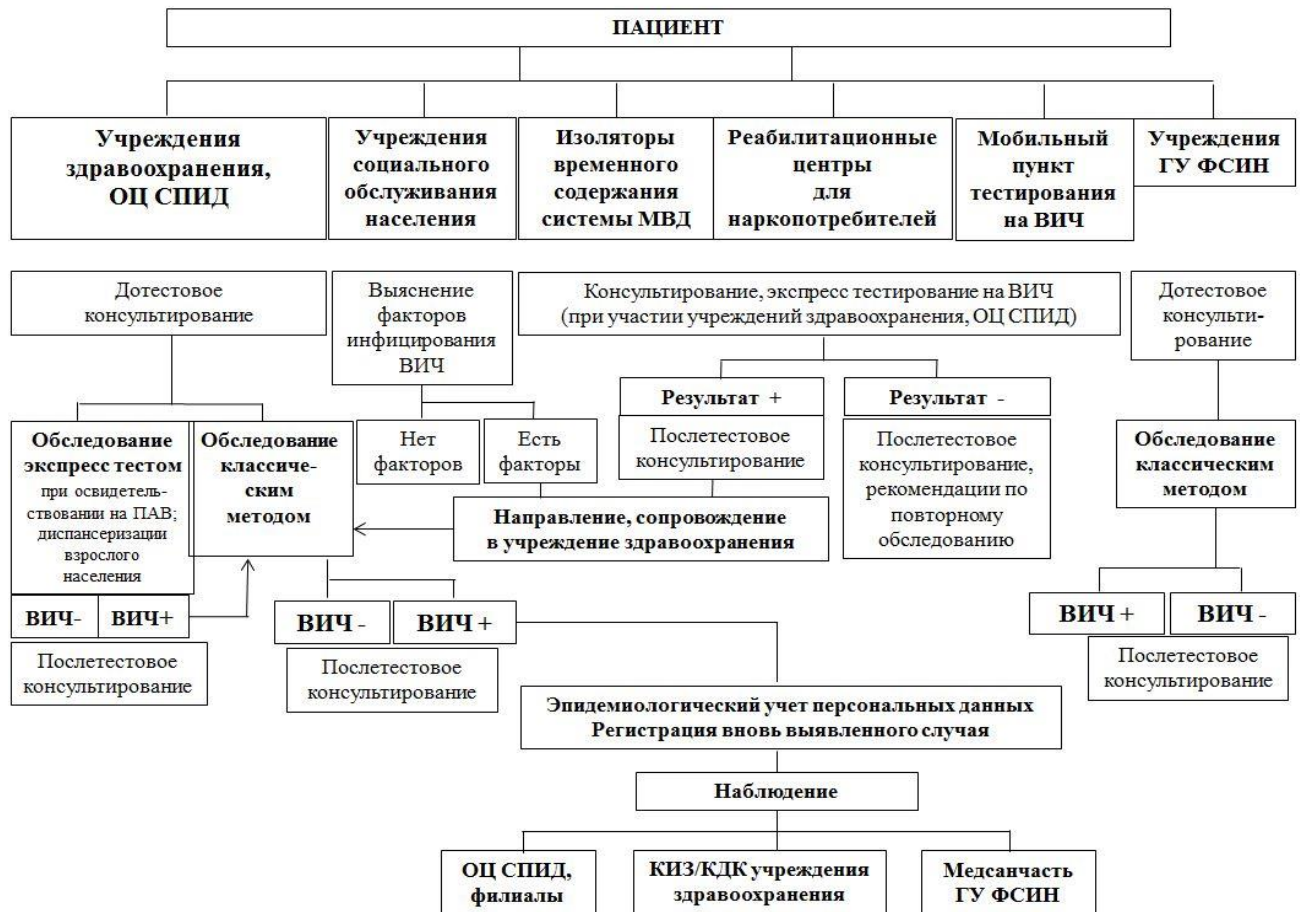 ПАЦИЕНТ
Учреждения
здравоохранения,
ОЦ СПИД
Учреждения
социального
обслуживания
населения
Изоляторы
временного
содержания
системы МВД
Реабилитационные
центры
для
наркопотребителей
Мобильный
пункт
тестирования
на ВИЧ
Учреждения
ГУ ФСИН
Дотестовое
консультирование
Выяснение
факторов
инфицирования
ВИЧ
Консультирование, экспресс тестирование на ВИЧ
(при участии учреждений здравоохранения, ОЦ СПИД)
Дотестовое
консульти-
рование
Обследование
экспресс тестом
при освидетель-
ствовании на ПАВ;
диспансеризации
взрослого
населения
Обследование
классиче-
ским
методом
Нет
факторов
Есть
факторы
Результат +
Послетестовое
консультирование
Результат -
Послетестовое
консультирование,
рекомендации по
повторному
обследованию
Обследование
классическим
методом
Направление, сопровождение
в учреждение здравоохранения
ВИЧ-
ВИЧ+
Послетестовое
консультирование
ВИЧ -
ВИЧ +
Послетестовое
консультирование
ВИЧ +
ВИЧ -
Послетестовое
консультирование
Эпидемиологический учет персональных данных
Регистрация вновь выявленного случая
Наблюдение
ОЦ СПИД,
филиалы
КИЗ/КДК учреждения
здравоохранения
Медсанчасть
ГУ ФСИН